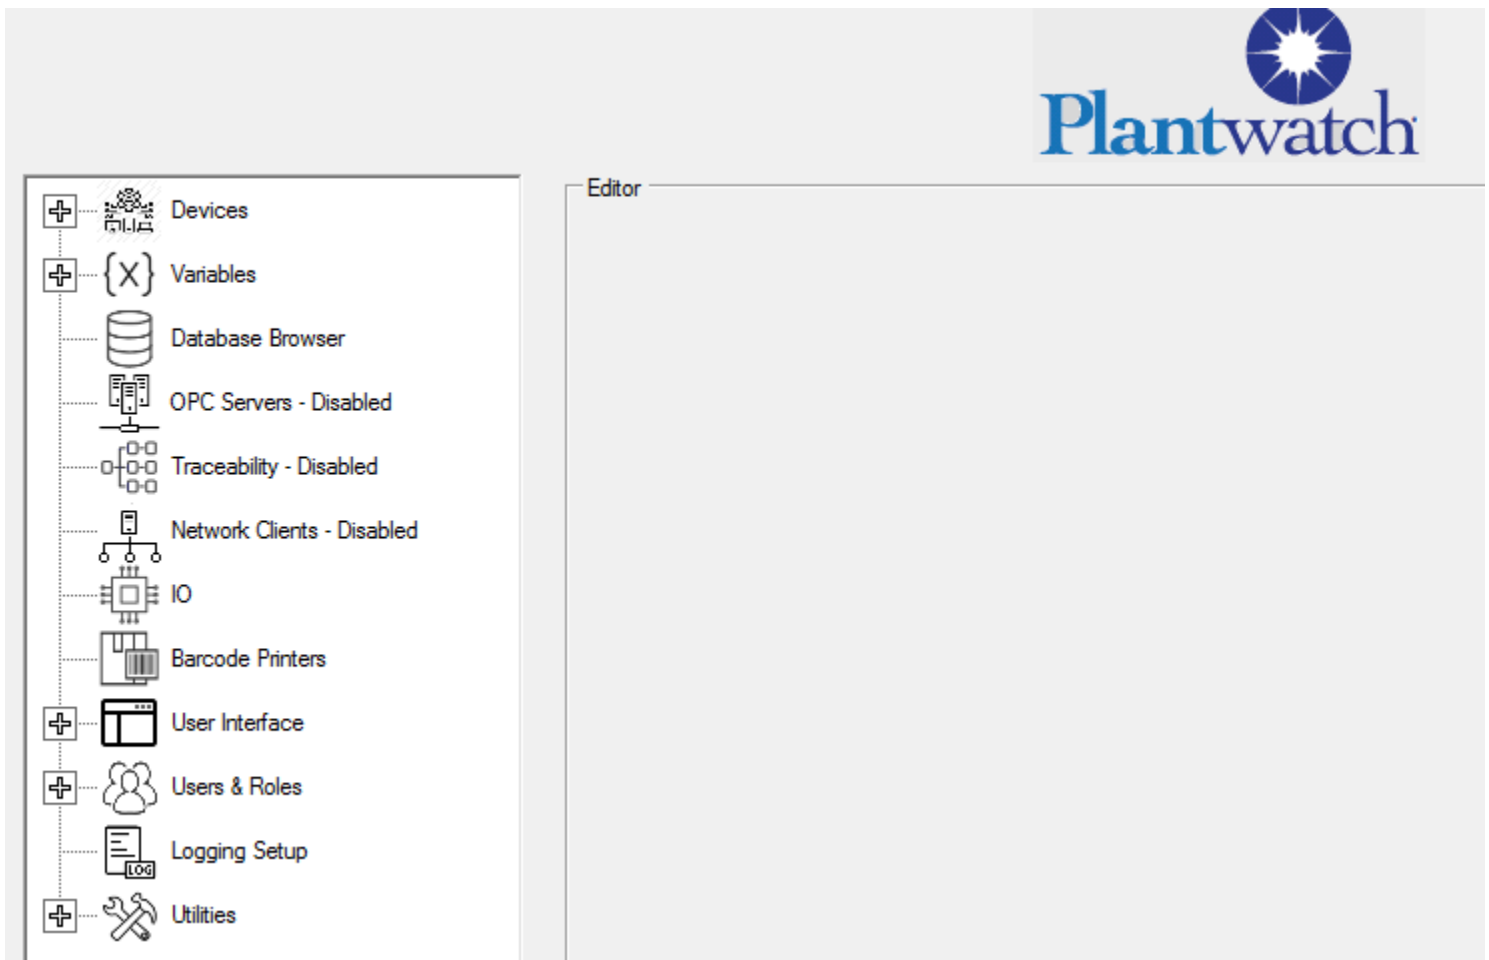 Plantwatch
Editor
Devices
{X} Variables
Database Browser
OPC Servers - Disabled
Traceability - Disabled
Network Clients - Disabled
IO
Barcode Printers
User Interface
Users & Roles
Logging Setup
LOG
Utilities